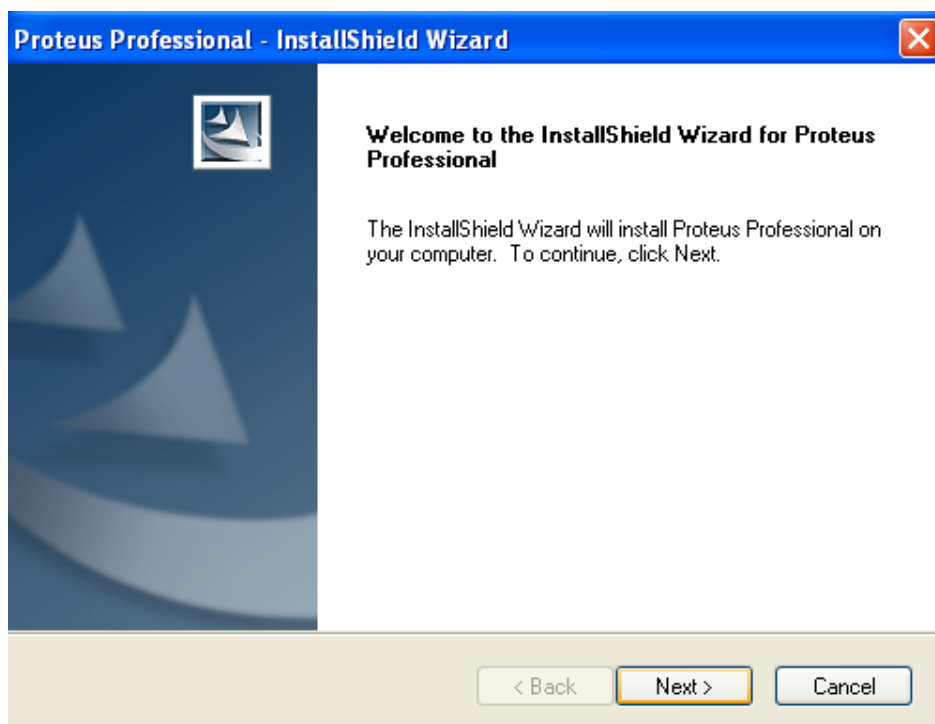 Proteus Professional - InstallShield Wizard
Welcome to the InstallShield Wizard for Proteus
Professional
The InstallShield Wizard will install Proteus Professional on
your computer.  To continue, click Next.
< Back
Next >
Cancel